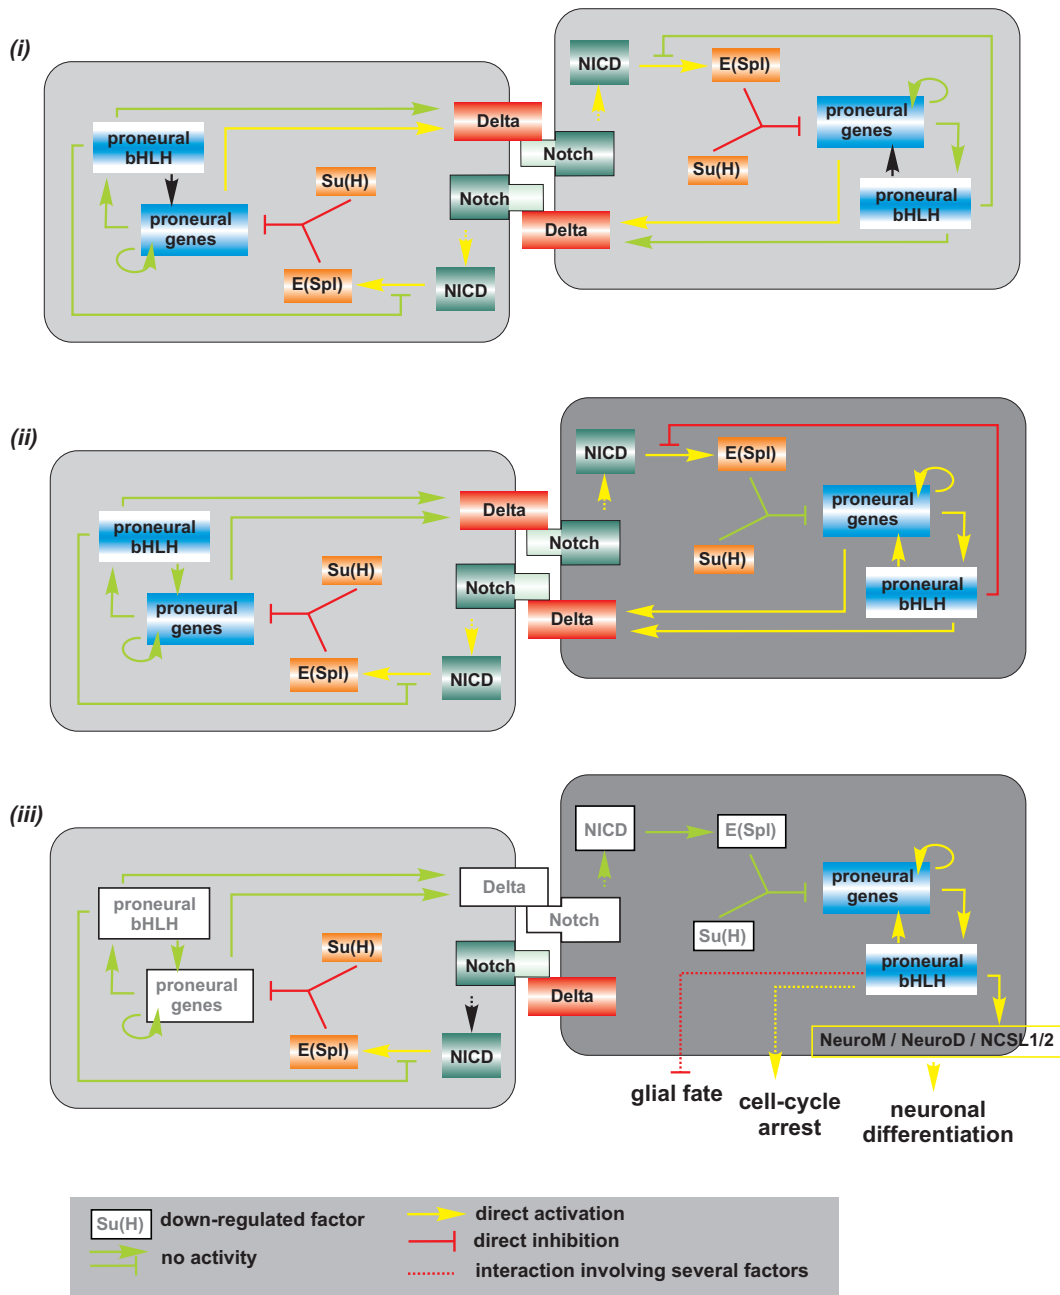 (i)
proneural
bHLH
proneural
genes
Su(H)
E(Spl)
Delta
Notch
NICD
NICD
E(Spl)
Su(H)
Notch
Delta
proneural
genes
proneural
bHLH
(ii)
proneural
bHLH
proneural
genes
Su(H)
E(Spl)
Delta
Notch
NICD
NICD
E(Spl)
Su(H)
Notch
Delta
proneural
genes
proneural
bHLH
(iii)
proneural
bHLH
proneural
genes
Su(H)
E(Spl)
Delta
Notch
NICD
NICD
E(Spl)
Su(H)
Notch
Delta
proneural
genes
proneural
bHLH
NeuroM / NeuroD / NCSL1/2
glial fate
cell-cycle
arrest
neuronal
differentiation
Su(H) down-regulated factor
no activity
direct activation
direct inhibition
interaction involving several factors